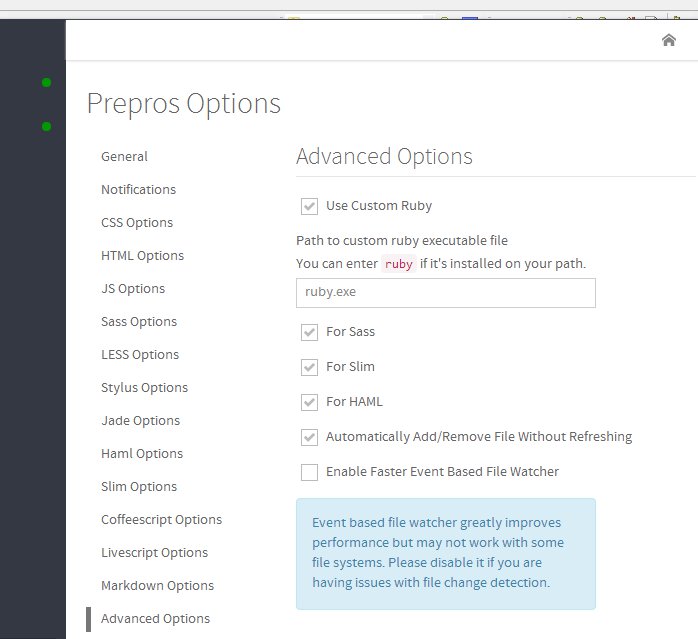 Prepros Options
General
Notifications
CSS Options
HTML Options
JS Options
Sass Options
LESS Options
Stylus Options
Jade Options
Haml Options
Slim Options
Coffeescript Options
Livescript Options
Markdown Options
Advanced Options
Advanced Options
Use Custom Ruby
Path to custom ruby executable file
You can enter ruby if it's installed on your path.
ruby.exe
For Sass
For Slim
For HAML
Automatically Add/Remove File Without Refreshing
Enable Faster Event Based File Watcher
Event based file watcher greatly improves
performance but may not work with some
file systems. Please disable it if you are
having issues with file change detection.